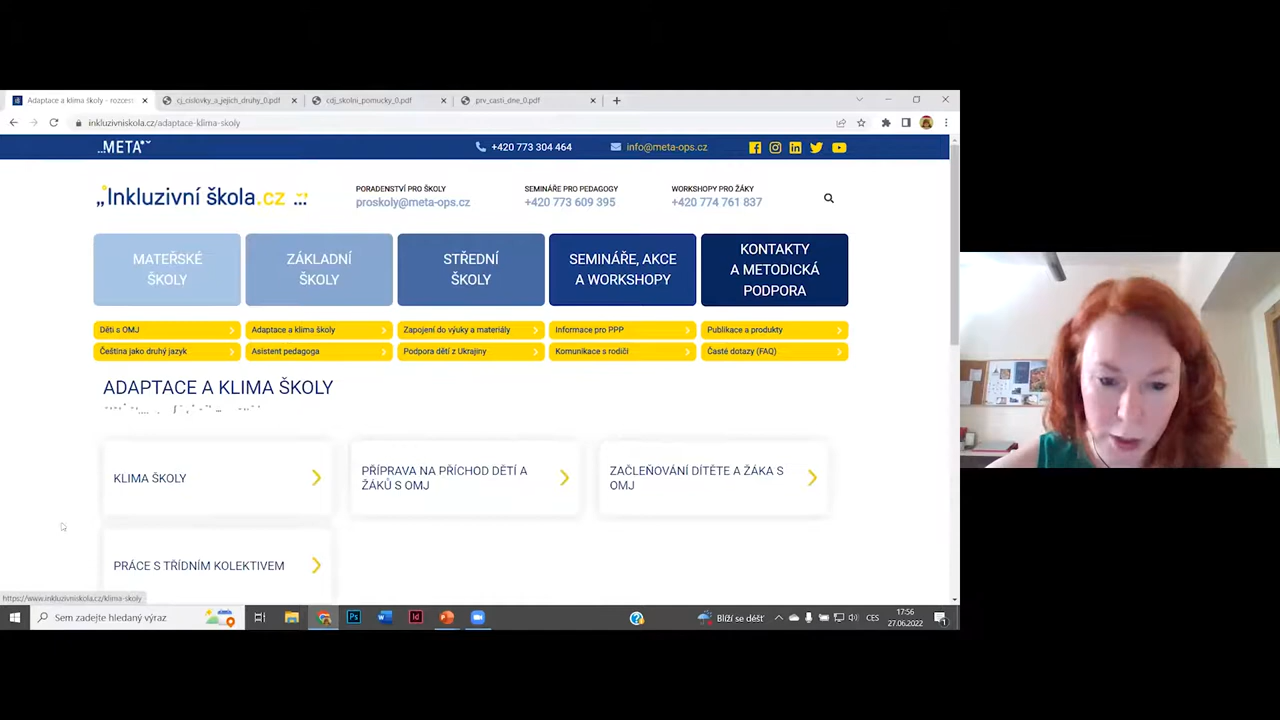 Adaptace a klima školy - rozces
cj_cislovky_a_jejich_druhy_0.pdf
cdj_skolni_pomucky_0.pdf
prv_casti_dne_0.pdf
inkluzivniskola.cz/adaptace-klima-skoly
META
+420 773 304 464
info@meta-ops.cz
„Inkluzivní škola.cz
PORADENSTVÍ PRO ŠKOLY
proskoly@meta-ops.cz
SEMINÁŘE PRO PEDAGOGY
+420 773 609 395
WORKSHOPY PRO ŽÁKY
+420 774 761 837
MATEŘSKÉ
ŠKOLY
ZÁKLADNÍ
ŠKOLY
STŘEDNÍ
ŠKOLY
SEMINÁŘE, AKCE
A WORKSHOPY
KONTAKTY
A METODICKÁ
PODPORA
Děti s OMJ
Adaptace a klima školy
Zapojení do výuky a materiály
Informace pro PPP
Publikace a produkty
Čeština jako druhý jazyk
Asistent pedagoga
Podpora dětí z Ukrajiny
Komunikace s rodiči
Časté dotazy (FAQ)
ADAPTACE A KLIMA ŠKOLY
KLIMA ŠKOLY
PŘÍPRAVA NA PŘÍCHOD DĚTÍ A
ŽÁKŮ S OMJ
ZAČLEŇOVÁNÍ DÍTĚTE A ŽÁKA S
OMJ
PRÁCE S TŘÍDNÍM KOLEKTIVEM
https://www.inkluzivniskola.cz/klima-skoly
Sem zadejte hledaný výraz
Ps
Id
Blíží se déšť
CES
17:56
27.06.2022